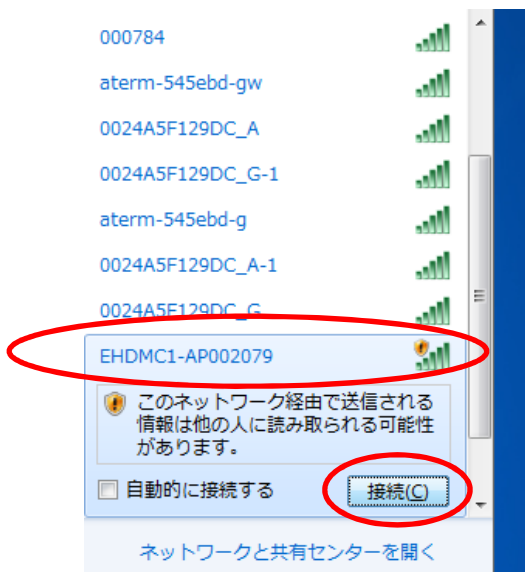 000784
aterm-545ebd-gw
0024A5F129DC_A
0024A5F129DC_G-1
aterm-545ebd-g
0024A5F129DC_A-1
0024A5F129DC_G
EHDMC1-AP002079
このネットワーク経由で送信される
情報は他の人に読み取られる可能性
があります。
自動的に接続する
接続(C)
ネットワークと共有センターを開く